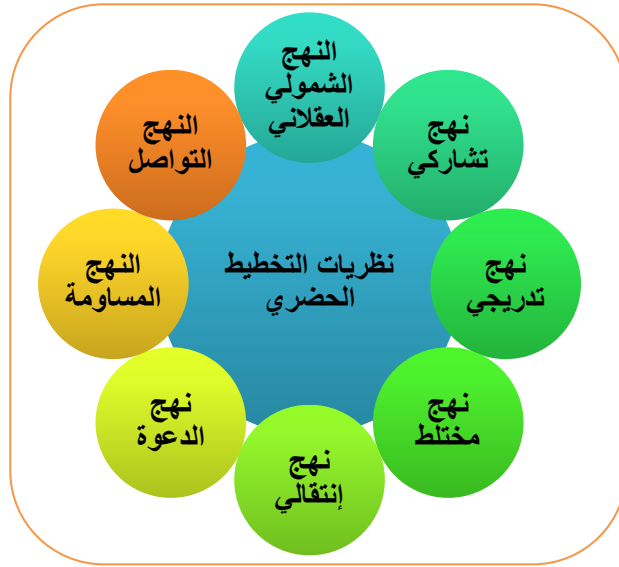 النهج
الشمولي
العقلاني
نهج
تشاركي
نهج
تدريجي
نهج
مختلط
نهج
إنتقالي
نهج
الدعوة
النهج
المساومة
النهج
التواصل
نظريات التخطيط
الحضري